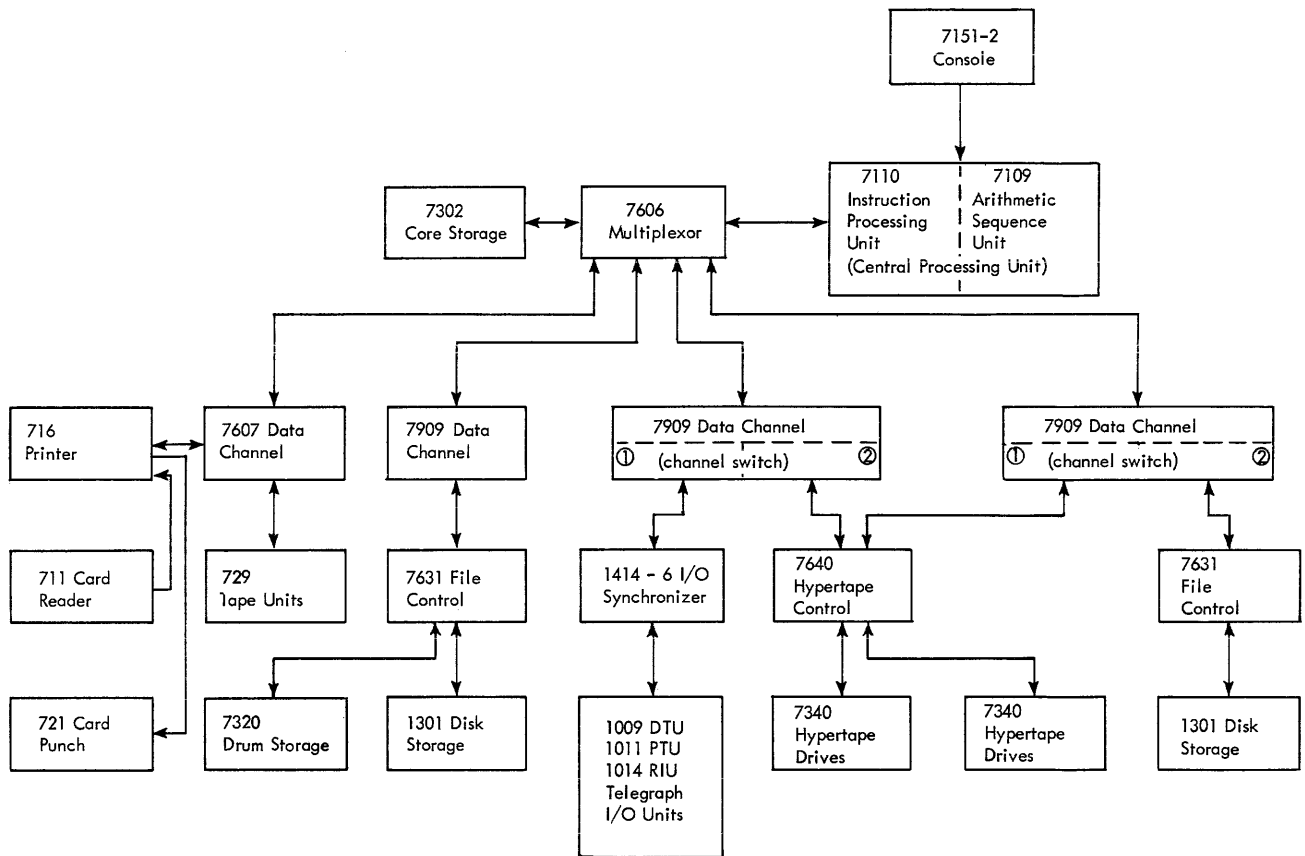 7151-2
Console
7110
Instruction
Processing
Unit
7109
Arithmetic
Sequence
Unit
(Central Processing Unit)
7302
Core Storage
7606
Multiplexor
716
Printer
7607 Data
Channel
7909 Data
Channel
7909 Data Channel
① (channel switch) ②
7909 Data Channel
① (channel switch) ②
711 Card
Reader
729
Tape Units
7631 File
Control
1414 - 6 I/O
Synchronizer
7640
Hypertape
Control
7631
File
Control
721 Card
Punch
7320
Drum Storage
1301 Disk
Storage
1009 DTU
1011 PTU
1014 RIU
Telegraph
I/O Units
7340
Hypertape
Drives
7340
Hypertape
Drives
1301 Disk
Storage